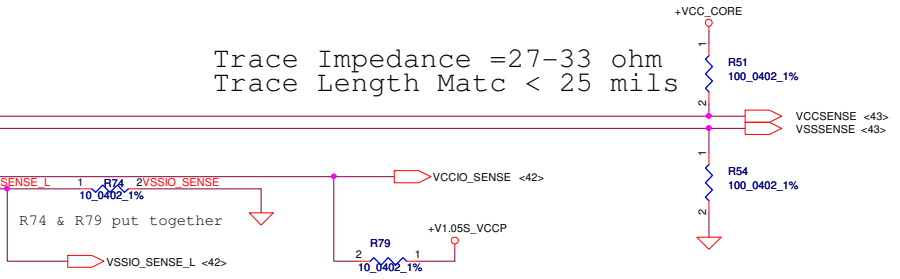 +VCC_CORE
Trace Impedance =27-33 ohm
Trace Length Matc < 25 mils
1
R51
100_0402_1%
2
VCCSENSE <43>
VSSSENSE <43>
1
R54
100_0402_1%
2
SENSE_L
1
R74
2
VSSIO_SENSE
10_0402_1%
VCCIO_SENSE <42>
R74 & R79 put together
+V1.05S_VCCP
R79
2
1
10_0402_1%
VSSIO_SENSE_L <42>